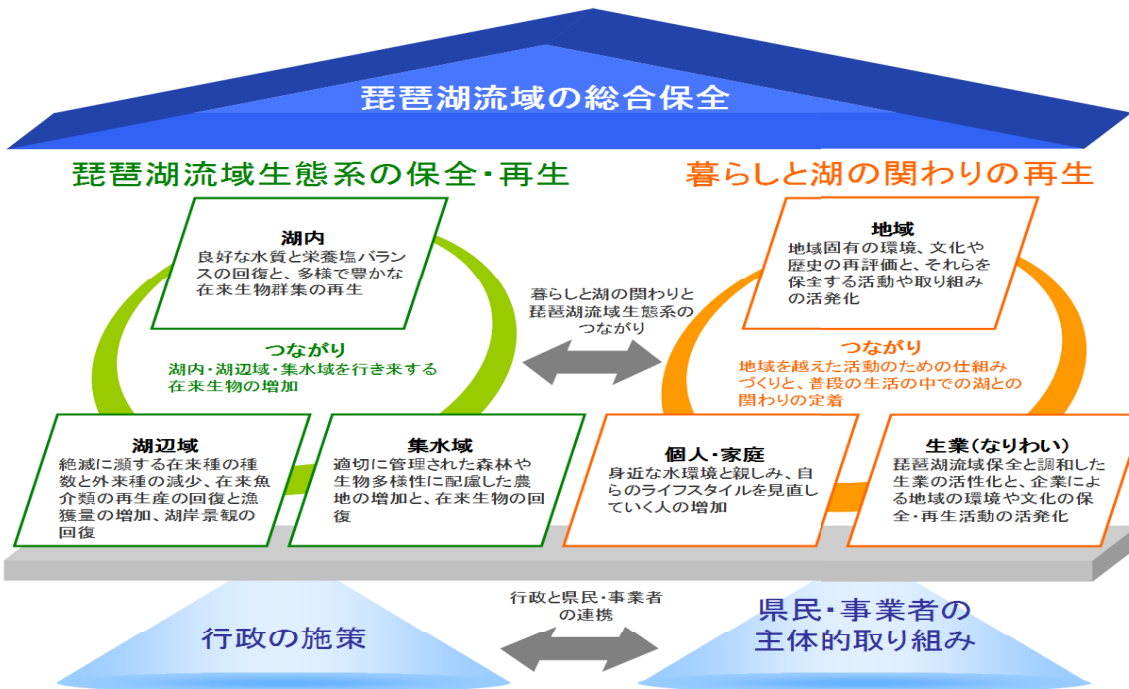 琵琶湖流域の総合保全
琵琶湖流域生態系の保全・再生
湖内
良好な水質と栄養塩バラン
スの回復と、多様で豊かな
在来生物群集の再生
つながり
湖内・湖辺域・集水域を行き来する
在来生物の増加
湖辺域
絶滅に瀕する在来種の種
数と外来種の減少、在来魚
介類の再生産の回復と漁
獲量の増加、湖岸景観の
回復
集水域
適切に管理された森林や
生物多様性に配慮した農
地の増加と、在来生物の回
復
暮らしと湖の関わりと
琵琶湖流域生態系の
つながり
暮らしと湖の関わりの再生
地域
地域固有の環境、文化や
歴史の再評価と、それらを
保全する活動や取り組み
の活発化
つながり
地域を越えた活動のための仕組み
づくりと、普段の生活の中での湖との
関わりの定着
個人・家庭
身近な水環境と親しみ、自
らのライフスタイルを見直し
ていく人の増加
生業(なりわい)
琵琶湖流域保全と調和した
生業の活性化と、企業によ
る地域の環境や文化の保
全・再生活動の活発化
行政の施策
行政と県民・事業者
の連携
県民・事業者の
主体的取り組み